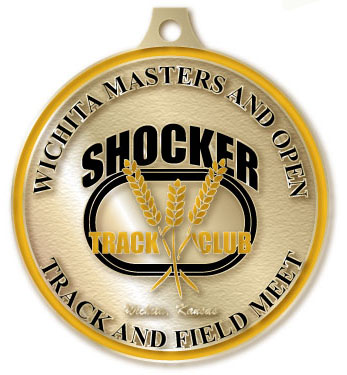 WICHITA MASTERS AND OPEN
SHOCKER
TRACK CLUB
Wichita, Kansas
TRACK AND FIELD MEET